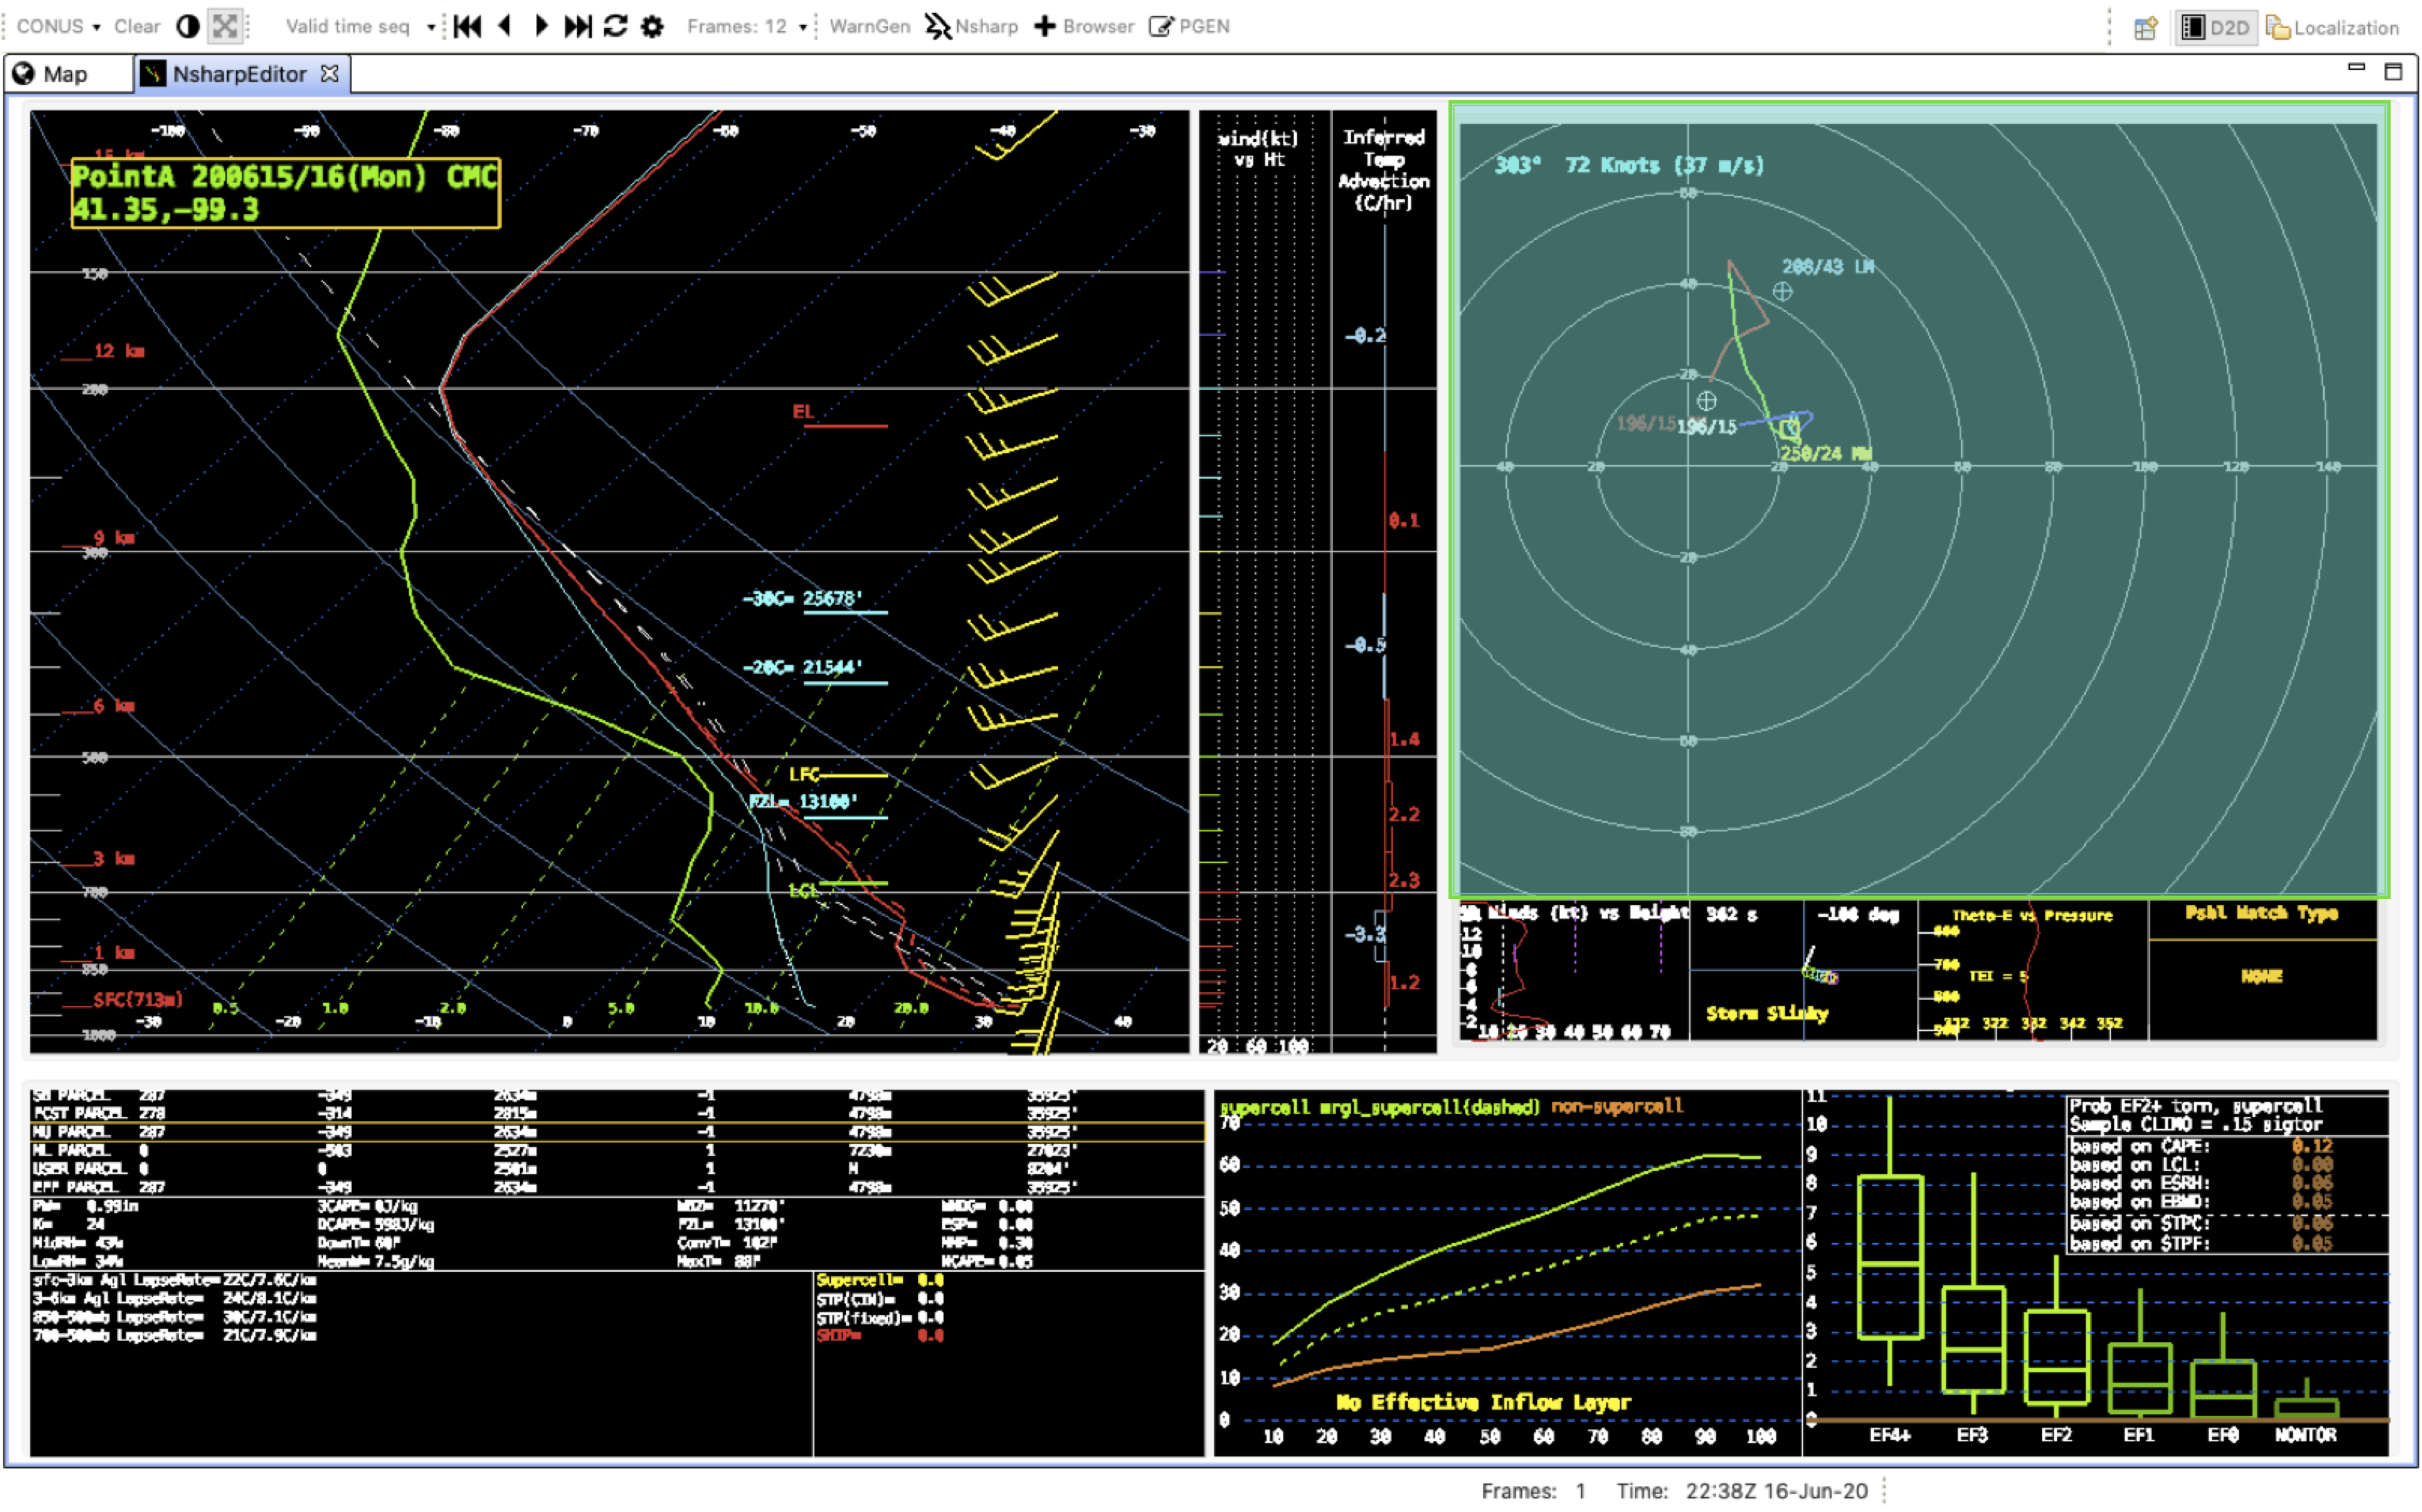 CONUS Clear Valid time seq Frames: 12 WarnGen Nsharp Browser PGEN D2D Localization
Map NsharpEditor
-100 -90 -80 -70 -60 -50 -40 -30
15 km
PointA 200615/16(Mon) CMC
41.35,-99.3
150
12 km
200
EL
9 km
300
-30C= 25678'
-20C= 21544'
6 km
500
LFC
FZL= 13100'
3 km
LCL
700
1 km
850
SFC(713m)
0.5 1.0 2.0 5.0 10.0 20.0
-30 -20 -10 0 10 20 30 40
1000
wind(kt)
vs Ht
20 60 100
Inferred
Temp
Advection
(C/hr)
-0.2
0.1
-0.5
1.4
2.2
2.3
-3.3
1.2
303° 72 Knots (37 m/s)
60
208/43 LM
40
20
196/15 196/15
250/24 MW
40 20 20 40 60 80 100 120 140
20
40
60
80
Winds (kt) vs Height
12
10
8
6
4
2
10 20 30 40 50 60 70
302 s -100 deg
Storm Slinky
Theta-E vs Pressure
600
700
TEI = 5
800
900
322 332 342 352
Psbl Watch Type
NONE
SB PARCEL 287 -349 2634m -1 4798m 35925'
FCST PARCEL 278 -314 2815m -1 4798m 35925'
MU PARCEL 287 -349 2634m -1 4798m 35925'
ML PARCEL 0 -503 2527m 1 7230m 27023'
USER PARCEL 0 0 2501m 1 M 8204'
EFF PARCEL 287 -349 2634m -1 4798m 35925'
PW= 0.99in 3CAPE= 0J/kg WBZ= 11270' WNDG= 0.00
K= 24 DCAPE= 598J/kg FZL= 13100' ESP= 0.00
MidRH= 43% DownT= 60F ConvT= 102F MMP= 0.30
LowRH= 34% MeanW= 7.5g/kg MaxT= 88F NCAPE= 0.05
sfc-3km Agl LapseRate= 22C/7.6C/km
3-6km Agl LapseRate= 24C/8.1C/km
850-500mb LapseRate= 30C/7.1C/km
700-500mb LapseRate= 21C/7.9C/km
Supercell= 0.0
STP(CIN)= 0.0
STP(fixed)= 0.0
SHIP= 0.0
supercell mrgl_supercell(dashed) non-supercell
70
60
50
40
30
20
10
0
No Effective Inflow Layer
10 20 30 40 50 60 70 80 90 100
11
10
9
8
7
6
5
4
3
2
1
0
Prob EF2+ torn, supercell
Sample CLIMO = .15 sigtor
based on CAPE: 0.12
based on LCL: 0.08
based on ESRH: 0.06
based on EBWD: 0.05
based on STPC: 0.06
based on STPF: 0.05
EF4+ EF3 EF2 EF1 EF0 NONTOR
Frames: 1 Time: 22:38Z 16-Jun-20